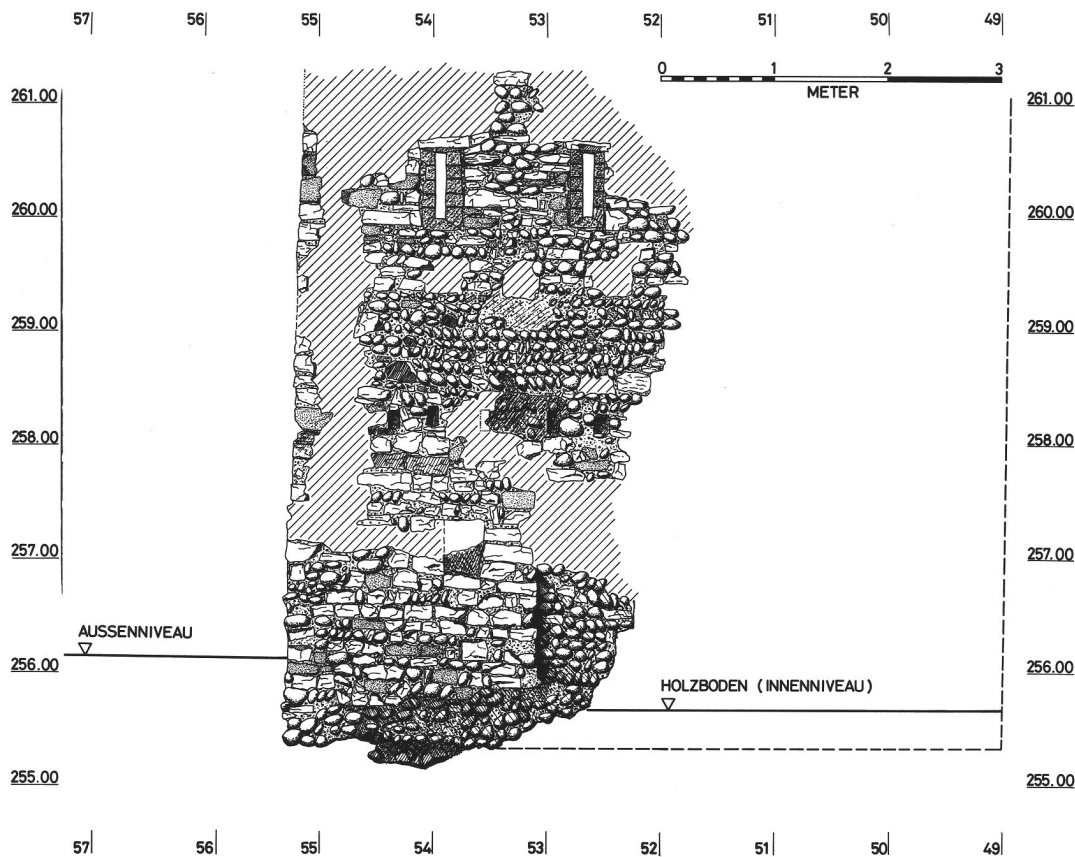 57 56 55 54 53 52 51 50 49
0 1 2 3
METER
261.00 261.00
260.00 260.00
259.00 259.00
258.00 258.00
257.00 257.00
AUSSENNIVEAU
256.00 256.00
HOLZBODEN (INNENNIVEAU)
255.00 255.00
57 56 55 54 53 52 51 50 49